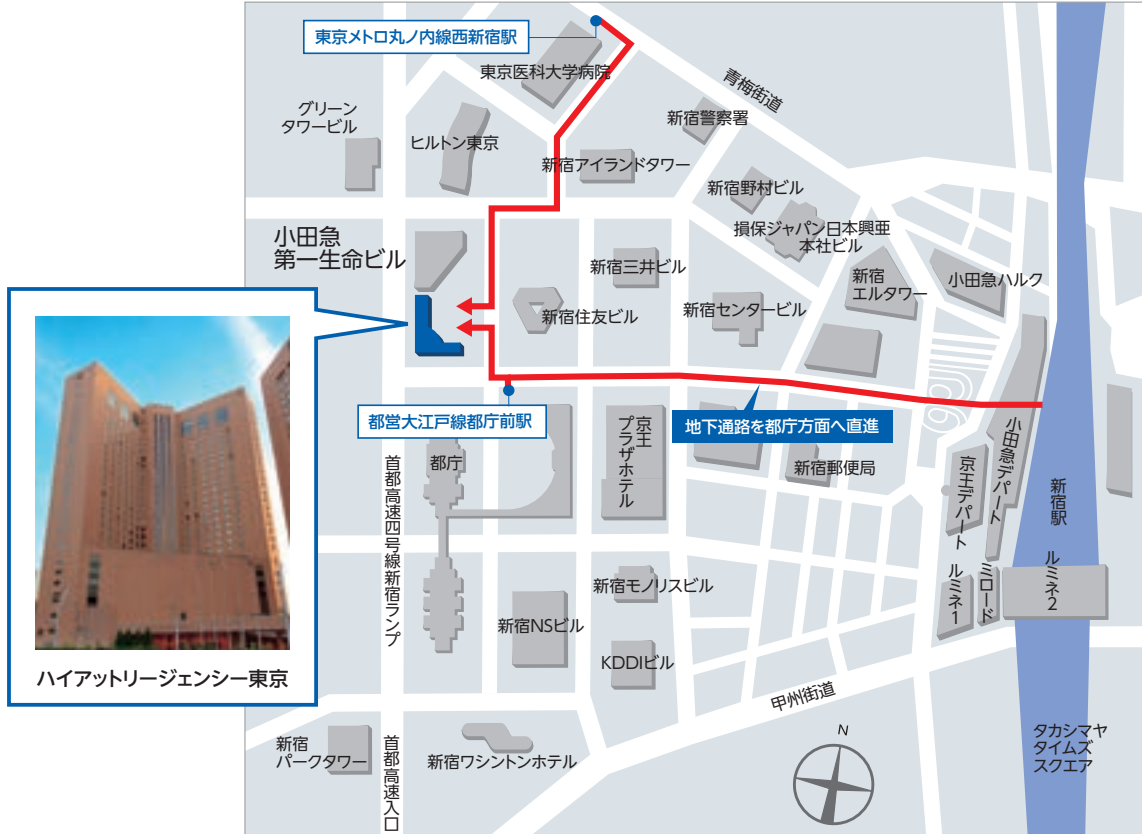 東京メトロ丸ノ内線西新宿駅
東京医科大学病院
青梅街道
グリーン
タワービル
ヒルトン東京
新宿警察署
新宿アイランドタワー
新宿野村ビル
損保ジャパン日本興亜
本社ビル
小田急
第一生命ビル
新宿三井ビル
新宿
エルタワー
小田急ハルク
新宿住友ビル
新宿センタービル
都営大江戸線都庁前駅
地下通路を都庁方面へ直進
京王
プラザホテル
都庁
新宿郵便局
小田急デパート
京王デパート
新宿駅
首都高速四号線新宿ランプ
ルミネ1
ミロード
ルミネ2
新宿モノリスビル
新宿NSビル
KDDIビル
ハイアットリージェンシー東京
甲州街道
新宿
パークタワー
首都高速入口
新宿ワシントンホテル
N
タカシマヤ
タイムズ
スクエア